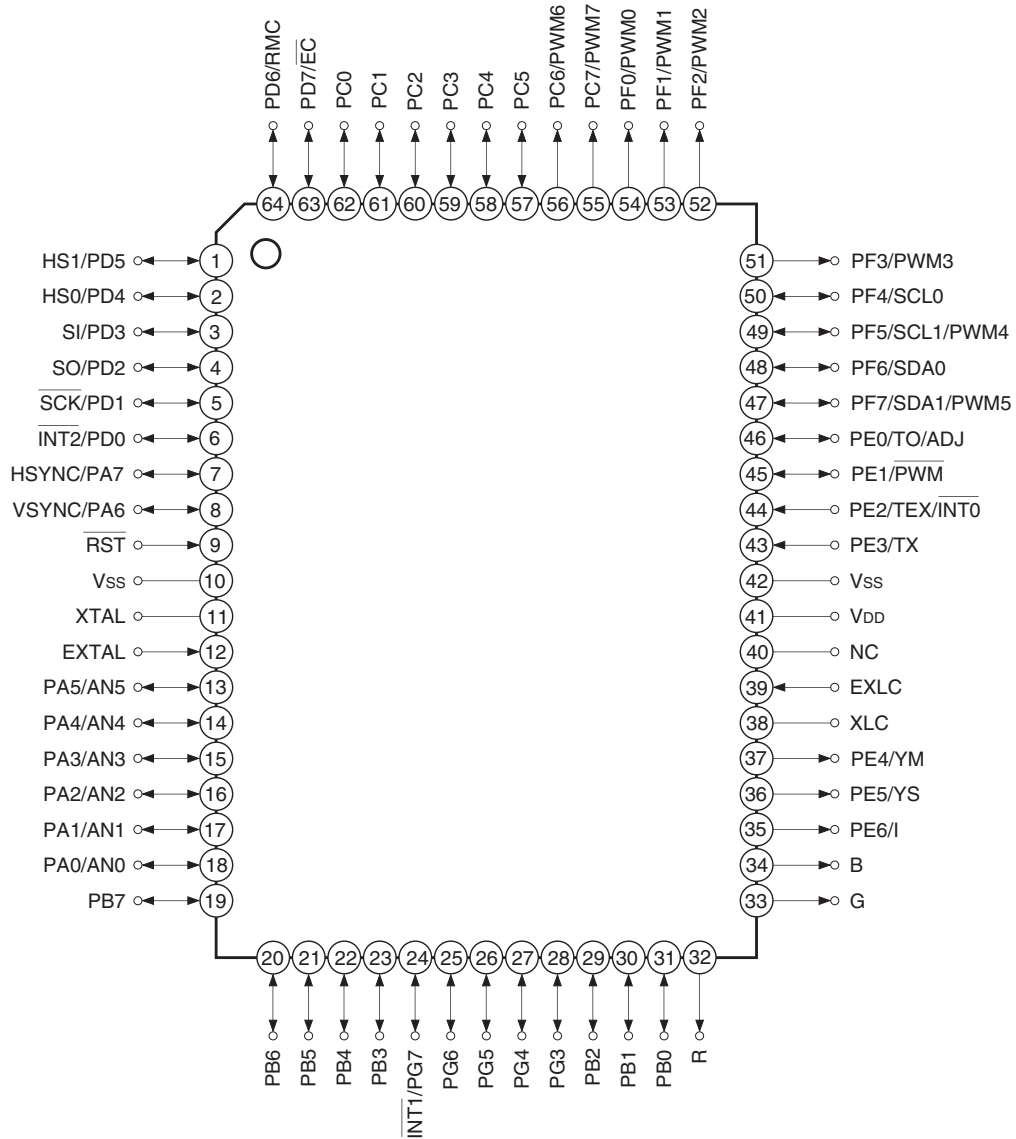 PD6/RMC
PD7/E̅C̅
PC0
PC1
PC2
PC3
PC4
PC5
PC6/PWM6
PC7/PWM7
PF0/PWM0
PF1/PWM1
PF2/PWM2
64 63 62 61 60 59 58 57 56 55 54 53 52
HS1/PD5 1 51 PF3/PWM3
HS0/PD4 2 50 PF4/SCL0
SI/PD3 3 49 PF5/SCL1/PWM4
SO/PD2 4 48 PF6/SDA0
S̅C̅K̅/PD1 5 47 PF7/SDA1/PWM5
I̅N̅T̅2̅/PD0 6 46 PE0/TO/ADJ
HSYNC/PA7 7 45 PE1/P̅W̅M̅
VSYNC/PA6 8 44 PE2/TEX/I̅N̅T̅0̅
R̅S̅T̅ 9 43 PE3/TX
Vss 10 42 Vss
XTAL 11 41 VDD
EXTAL 12 40 NC
PA5/AN5 13 39 EXLC
PA4/AN4 14 38 XLC
PA3/AN3 15 37 PE4/YM
PA2/AN2 16 36 PE5/YS
PA1/AN1 17 35 PE6/I
PA0/AN0 18 34 B
PB7 19 33 G
20 21 22 23 24 25 26 27 28 29 30 31 32
PB6
PB5
PB4
PB3
I̅N̅T̅1̅/PG7
PG6
PG5
PG4
PG3
PB2
PB1
PB0
R